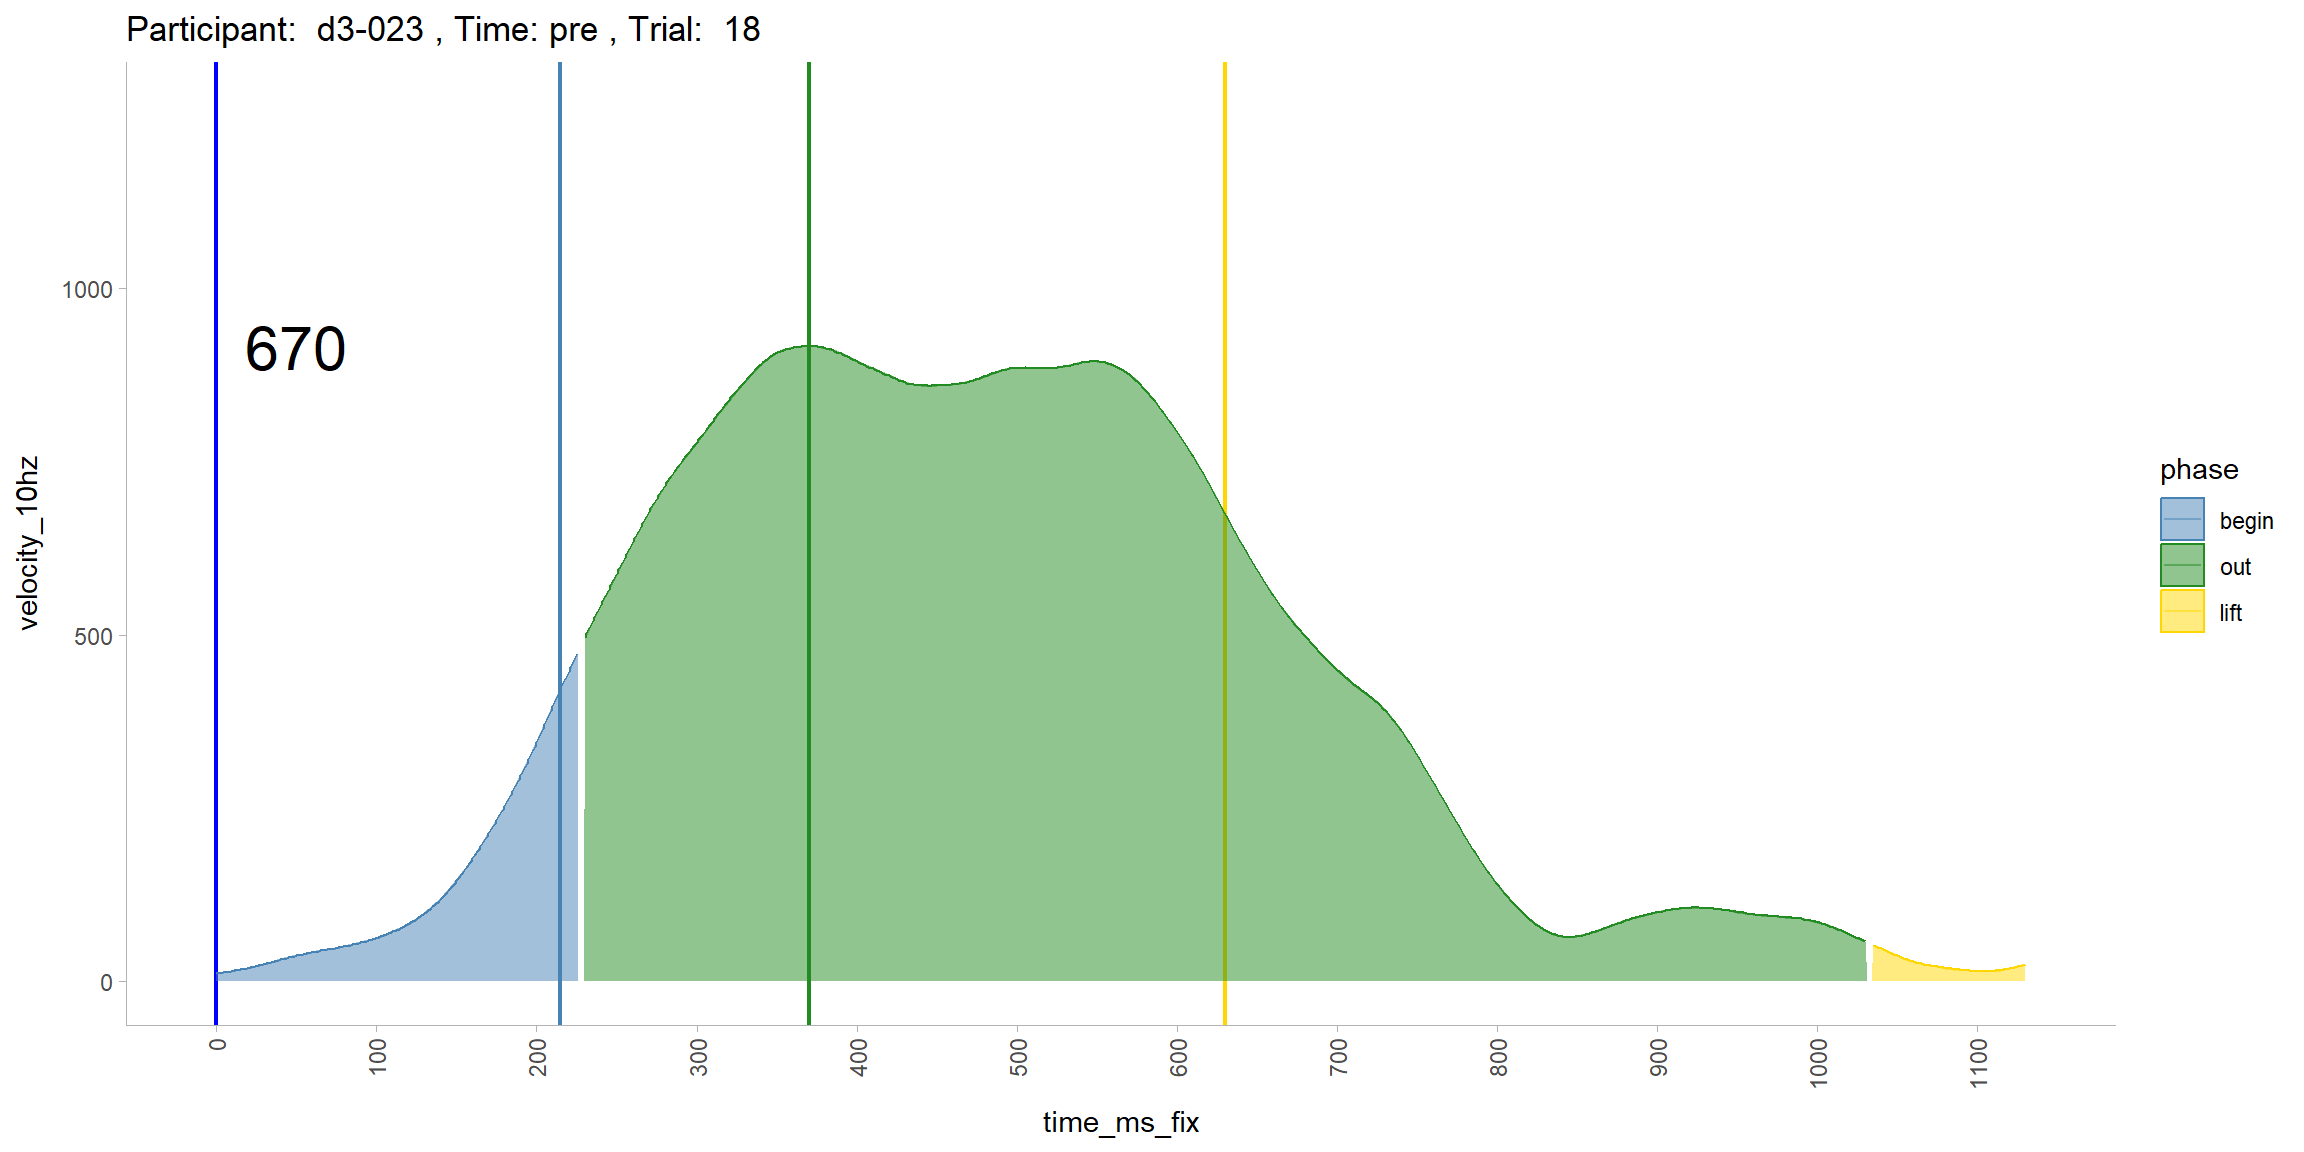 Participant:  d3-023 , Time: pre , Trial:  18
1000
500
0
velocity_10hz
670
0
100
200
300
400
500
600
700
800
900
1000
1100
time_ms_fix
phase
begin
out
lift